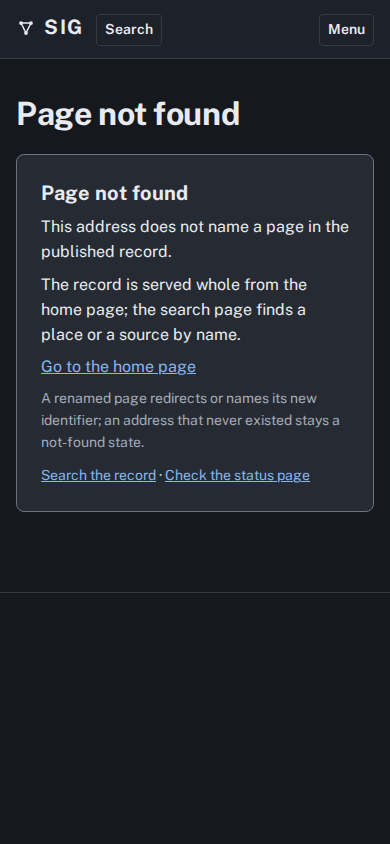 SIG Search Menu
Page not found
Page not found
This address does not name a page in the
published record.
The record is served whole from the
home page; the search page finds a
place or a source by name.
Go to the home page
A renamed page redirects or names its new
identifier; an address that never existed stays a
not-found state.
Search the record · Check the status page